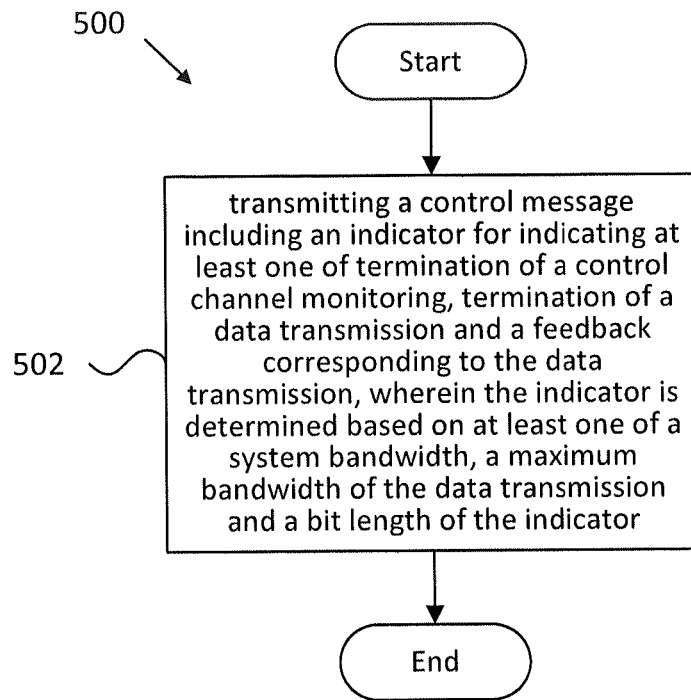 500
Start
transmitting a control message
including an indicator for indicating at
least one of termination of a control
channel monitoring, termination of a
data transmission and a feedback
corresponding to the data
transmission, wherein the indicator is
determined based on at least one of a
system bandwidth, a maximum
bandwidth of the data transmission
and a bit length of the indicator
502
End